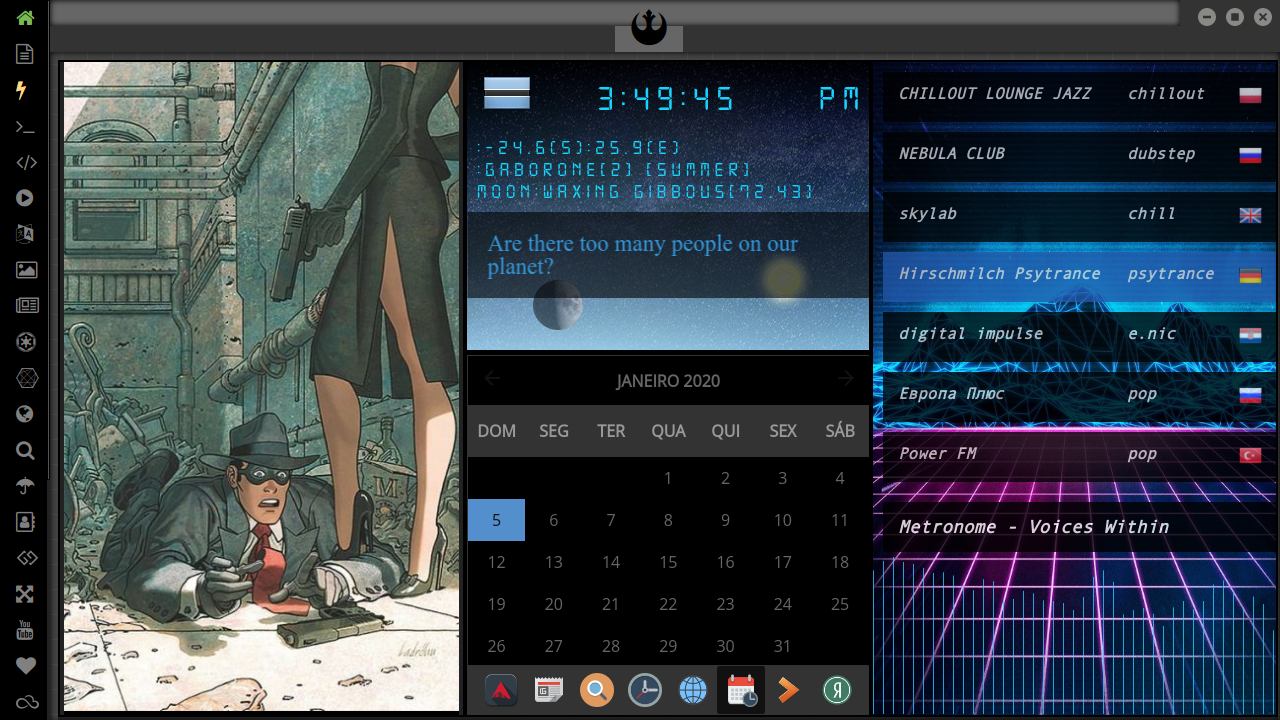 3:49:45 PM
:-24.6(S):25.9(E)
:GABORONE(2) (SUMMER)
MOON:WAXING GIBBOUS(72.43)
Are there too many people on our
planet?
JANEIRO 2020
DOM SEG TER QUA QUI SEX SÁB
1 2 3 4
5 6 7 8 9 10 11
12 13 14 15 16 17 18
19 20 21 22 23 24 25
26 27 28 29 30 31
CHILLOUT LOUNGE JAZZ chillout
NEBULA CLUB dubstep
skylab chill
Hirschmilch Psytrance psytrance
digital impulse e.nic
Европа Плюс pop
Power FM pop
Metronome - Voices Within
You
Tube
M
Я